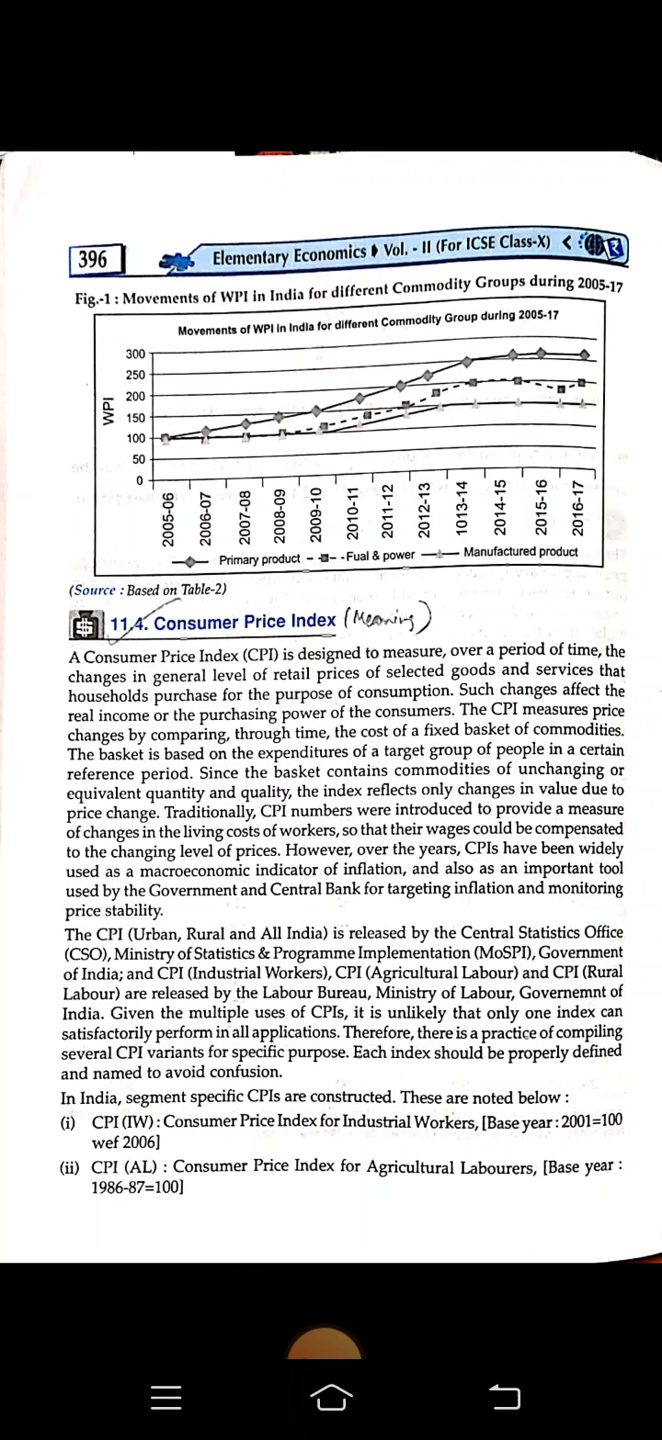 396
Elementary Economics Vol. - II (For ICSE Class-X)
Fig.-1 : Movements of WPI in India for different Commodity Groups during 2005-17
Movements of WPI in India for different Commodity Group during 2005-17
300
250
200
150
100
50
0
WPI
2005-06
2006-07
2007-08
2008-09
2009-10
2010-11
2011-12
2012-13
1013-14
2014-15
2015-16
2016-17
Primary product Fual & power Manufactured product
(Source : Based on Table-2)
11.4. Consumer Price Index (Meaning)
A Consumer Price Index (CPI) is designed to measure, over a period of time, the
changes in general level of retail prices of selected goods and services that
households purchase for the purpose of consumption. Such changes affect the
real income or the purchasing power of the consumers. The CPI measures price
changes by comparing, through time, the cost of a fixed basket of commodities.
The basket is based on the expenditures of a target group of people in a certain
reference period. Since the basket contains commodities of unchanging or
equivalent quantity and quality, the index reflects only changes in value due to
price change. Traditionally, CPI numbers were introduced to provide a measure
of changes in the living costs of workers, so that their wages could be compensated
to the changing level of prices. However, over the years, CPIs have been widely
used as a macroeconomic indicator of inflation, and also as an important tool
used by the Government and Central Bank for targeting inflation and monitoring
price stability.
The CPI (Urban, Rural and All India) is released by the Central Statistics Office
(CSO), Ministry of Statistics & Programme Implementation (MoSPI), Government
of India; and CPI (Industrial Workers), CPI (Agricultural Labour) and CPI (Rural
Labour) are released by the Labour Bureau, Ministry of Labour, Governemnt of
India. Given the multiple uses of CPIs, it is unlikely that only one index can
satisfactorily perform in all applications. Therefore, there is a practice of compiling
several CPI variants for specific purpose. Each index should be properly defined
and named to avoid confusion.
In India, segment specific CPIs are constructed. These are noted below :
(i) CPI (IW) : Consumer Price Index for Industrial Workers, [Base year : 2001=100
wef 2006]
(ii) CPI (AL) : Consumer Price Index for Agricultural Labourers, [Base year :
1986-87=100]